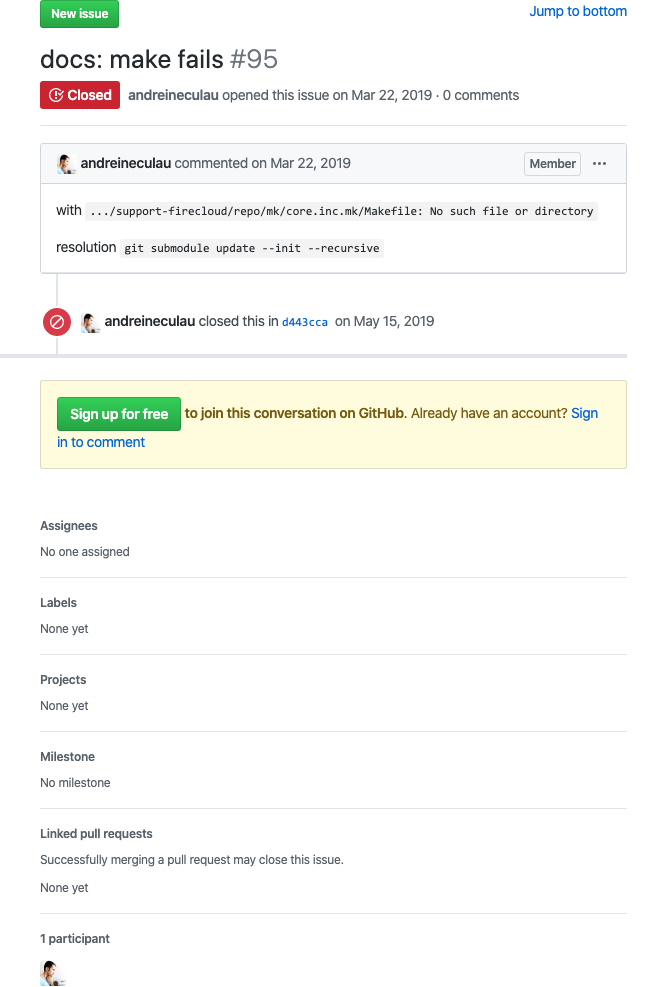 New issue
Jump to bottom
docs: make fails #95
Closed andreineculau opened this issue on Mar 22, 2019 · 0 comments
andreineculau commented on Mar 22, 2019 Member ···
with .../support-firecloud/repo/mk/core.inc.mk/Makefile: No such file or directory
resolution git submodule update --init --recursive
andreineculau closed this in d443cca on May 15, 2019
Sign up for free to join this conversation on GitHub. Already have an account? Sign
in to comment
Assignees
No one assigned
Labels
None yet
Projects
None yet
Milestone
No milestone
Linked pull requests
Successfully merging a pull request may close this issue.
None yet
1 participant